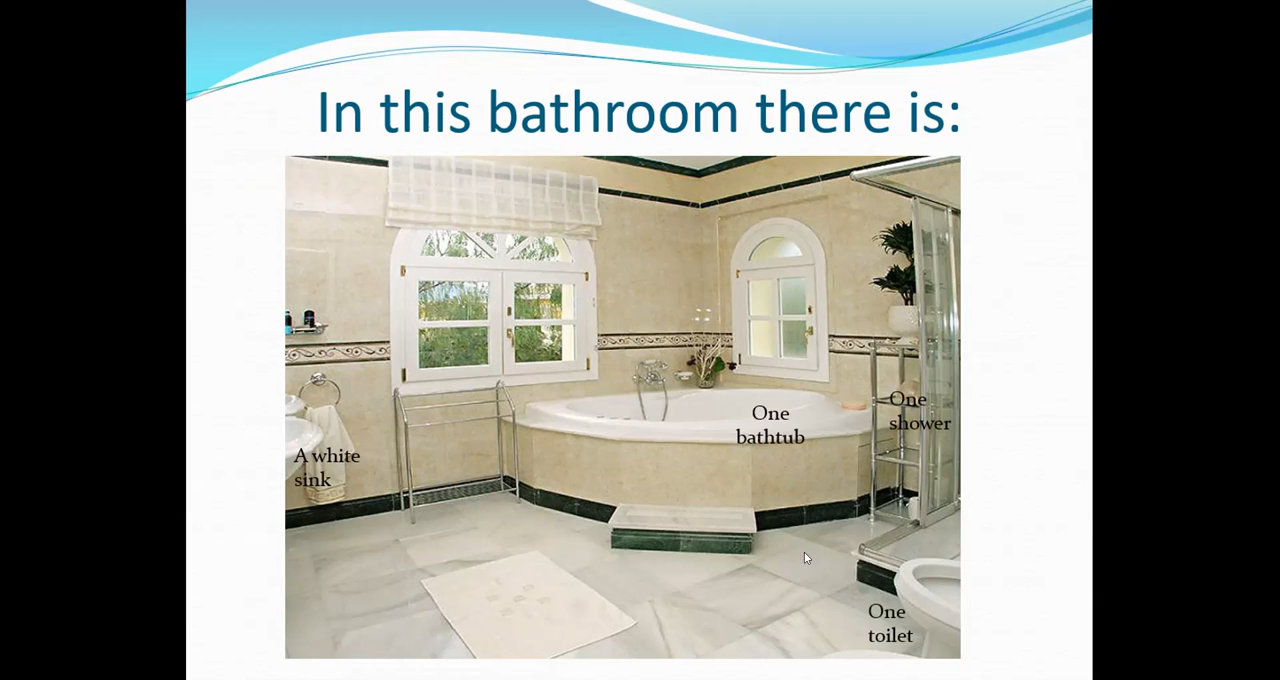 In this bathroom there is:
One
bathtub
One
shower
A white
sink
One
toilet